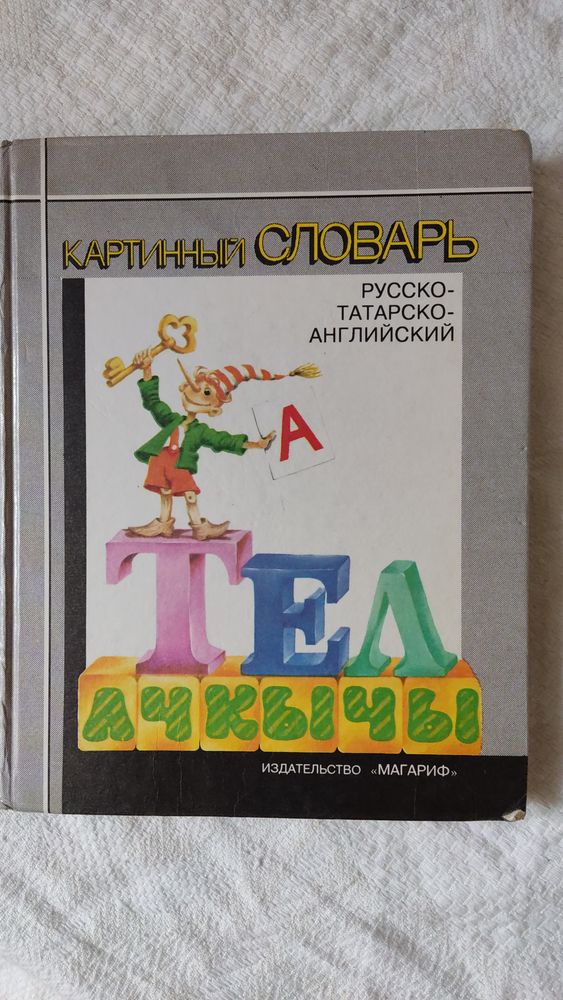 КАРТИННЫЙ СЛОВАРЬ
РУССКО-
ТАТАРСКО-
АНГЛИЙСКИЙ
А
ТЕЛ
АЧКЫЧЫ
ИЗДАТЕЛЬСТВО «МАГАРИФ»